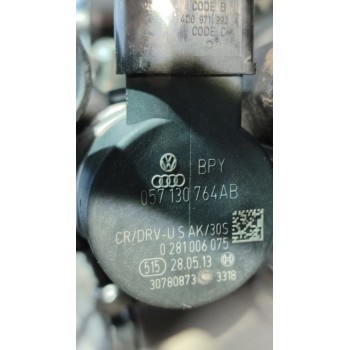 CODE B
4D0 971 992
CODE C
BPY
057 130 764AB
CR/DRV-U S AK/30S
0 281 006 075
515 28.05.13
30780873 3318